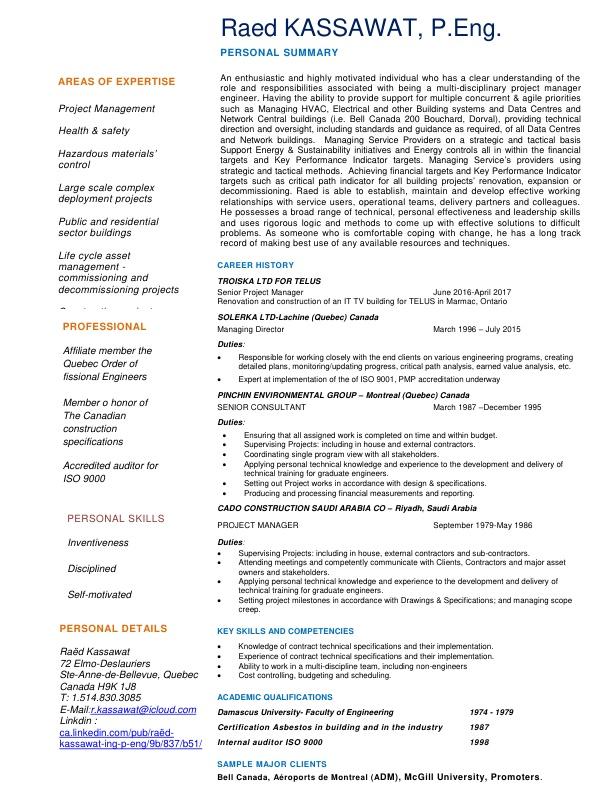 Raed KASSAWAT, P.Eng.
PERSONAL SUMMARY
An enthusiastic and highly motivated individual who has a clear understanding of the
role and responsibilities associated with being a multi-disciplinary project manager
engineer. Having the ability to provide support for multiple concurrent & agile priorities
such as Managing HVAC, Electrical and other Building systems and Data Centres and
Network Central buildings (i.e. Bell Canada 200 Bouchard, Dorval), providing technical
direction and oversight, including standards and guidance as required, of all Data Centres
and Network buildings. Managing Service Providers on a strategic and tactical basis
Support Energy & Sustainability initiatives and Energy controls all in within the financial
targets and Key Performance Indicator targets. Managing Service's providers using
strategic and tactical methods. Achieving financial targets and Key Performance Indicator
targets such as critical path indicator for all building projects' renovation, expansion or
decommissioning. Raed is able to establish, maintain and develop effective working
relationships with service users, operational teams, delivery partners and colleagues.
He possesses a broad range of technical, personal effectiveness and leadership skills
and uses rigorous logic and methods to come up with effective solutions to difficult
problems. As someone who is comfortable coping with change, he has a long track
record of making best use of any available resources and techniques.
CAREER HISTORY
TROISKA LTD FOR TELUS
Senior Project Manager June 2016-April 2017
Renovation and construction of an IT TV building for TELUS in Marmac, Ontario
SOLERKA LTD-Lachine (Quebec) Canada
Managing Director March 1996 – July 2015
Duties:
• Responsible for working closely with the end clients on various engineering programs, creating
detailed plans, monitoring/updating progress, critical path analysis, earned value analysis, etc.
• Expert at implementation of the of ISO 9001, PMP accreditation underway
PINCHIN ENVIRONMENTAL GROUP – Montreal (Quebec) Canada
SENIOR CONSULTANT March 1987 –December 1995
Duties:
• Ensuring that all assigned work is completed on time and within budget.
• Supervising Projects: including in house and external contractors.
• Coordinating single program view with all stakeholders.
• Applying personal technical knowledge and experience to the development and delivery of
technical training for graduate engineers.
• Setting out Project works in accordance with design & specifications.
• Producing and processing financial measurements and reporting.
CADO CONSTRUCTION SAUDI ARABIA CO – Riyadh, Saudi Arabia
PROJECT MANAGER September 1979-May 1986
Duties:
• Supervising Projects: including in house, external contractors and sub-contractors.
• Attending meetings and competently communicate with Clients, Contractors and major asset
owners and stakeholders.
• Applying personal technical knowledge and experience to the development and delivery of
technical training for graduate engineers.
• Setting project milestones in accordance with Drawings & Specifications; and managing scope
creep.
KEY SKILLS AND COMPETENCIES
• Knowledge of contract technical specifications and their implementation.
• Experience of contract technical specifications and their implementation.
• Ability to work in a multi-discipline team, including non-engineers
• Cost controlling, budgeting and scheduling.
ACADEMIC QUALIFICATIONS
Damascus University- Faculty of Engineering 1974 - 1979
Certification Asbestos in building and in the industry 1987
Internal auditor ISO 9000 1998
SAMPLE MAJOR CLIENTS
Bell Canada, Aéroports de Montreal (ADM), McGill University, Promoters.
AREAS OF EXPERTISE
Project Management
Health & safety
Hazardous materials'
control
Large scale complex
deployment projects
Public and residential
sector buildings
Life cycle asset
management -
commissioning and
decommissioning projects
PROFESSIONAL
Affiliate member the
Quebec Order of
fissional Engineers
Member o honor of
The Canadian
construction
specifications
Accredited auditor for
ISO 9000
PERSONAL SKILLS
Inventiveness
Disciplined
Self-motivated
PERSONAL DETAILS
Raëd Kassawat
72 Elmo-Deslauriers
Ste-Anne-de-Bellevue, Quebec
Canada H9K 1J8
T: 1.514.830.3085
E-Mail:r.kassawat@icloud.com
Linkdin :
ca.linkedin.com/pub/raëd-
kassawat-ing-p-eng/9b/837/b51/